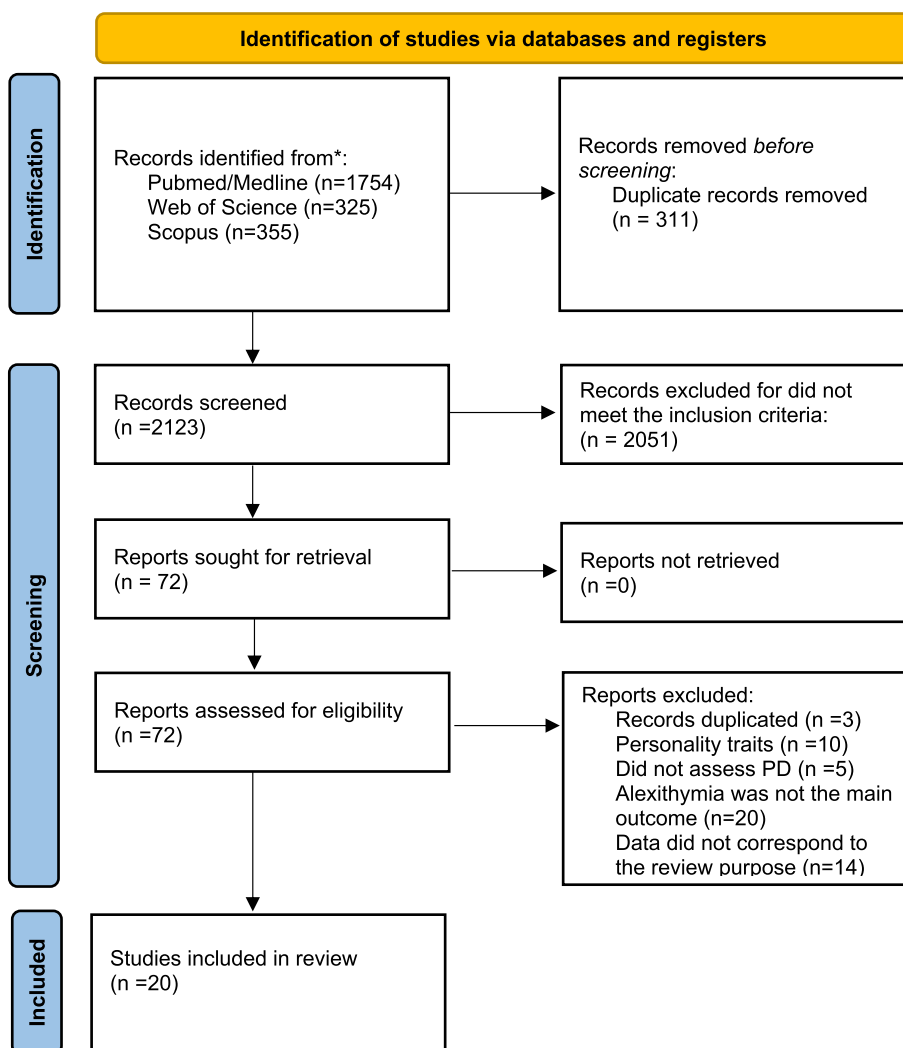 Identification of studies via databases and registers
Identification
Records identified from*:
Pubmed/Medline (n=1754)
Web of Science (n=325)
Scopus (n=355)
Records removed before
screening:
Duplicate records removed
(n = 311)
Screening
Records screened
(n =2123)
Records excluded for did not
meet the inclusion criteria:
(n = 2051)
Reports sought for retrieval
(n = 72)
Reports not retrieved
(n =0)
Reports assessed for eligibility
(n =72)
Reports excluded:
Records duplicated (n =3)
Personality traits (n =10)
Did not assess PD (n =5)
Alexithymia was not the main
outcome (n=20)
Data did not correspond to
the review purpose (n=14)
Included
Studies included in review
(n =20)